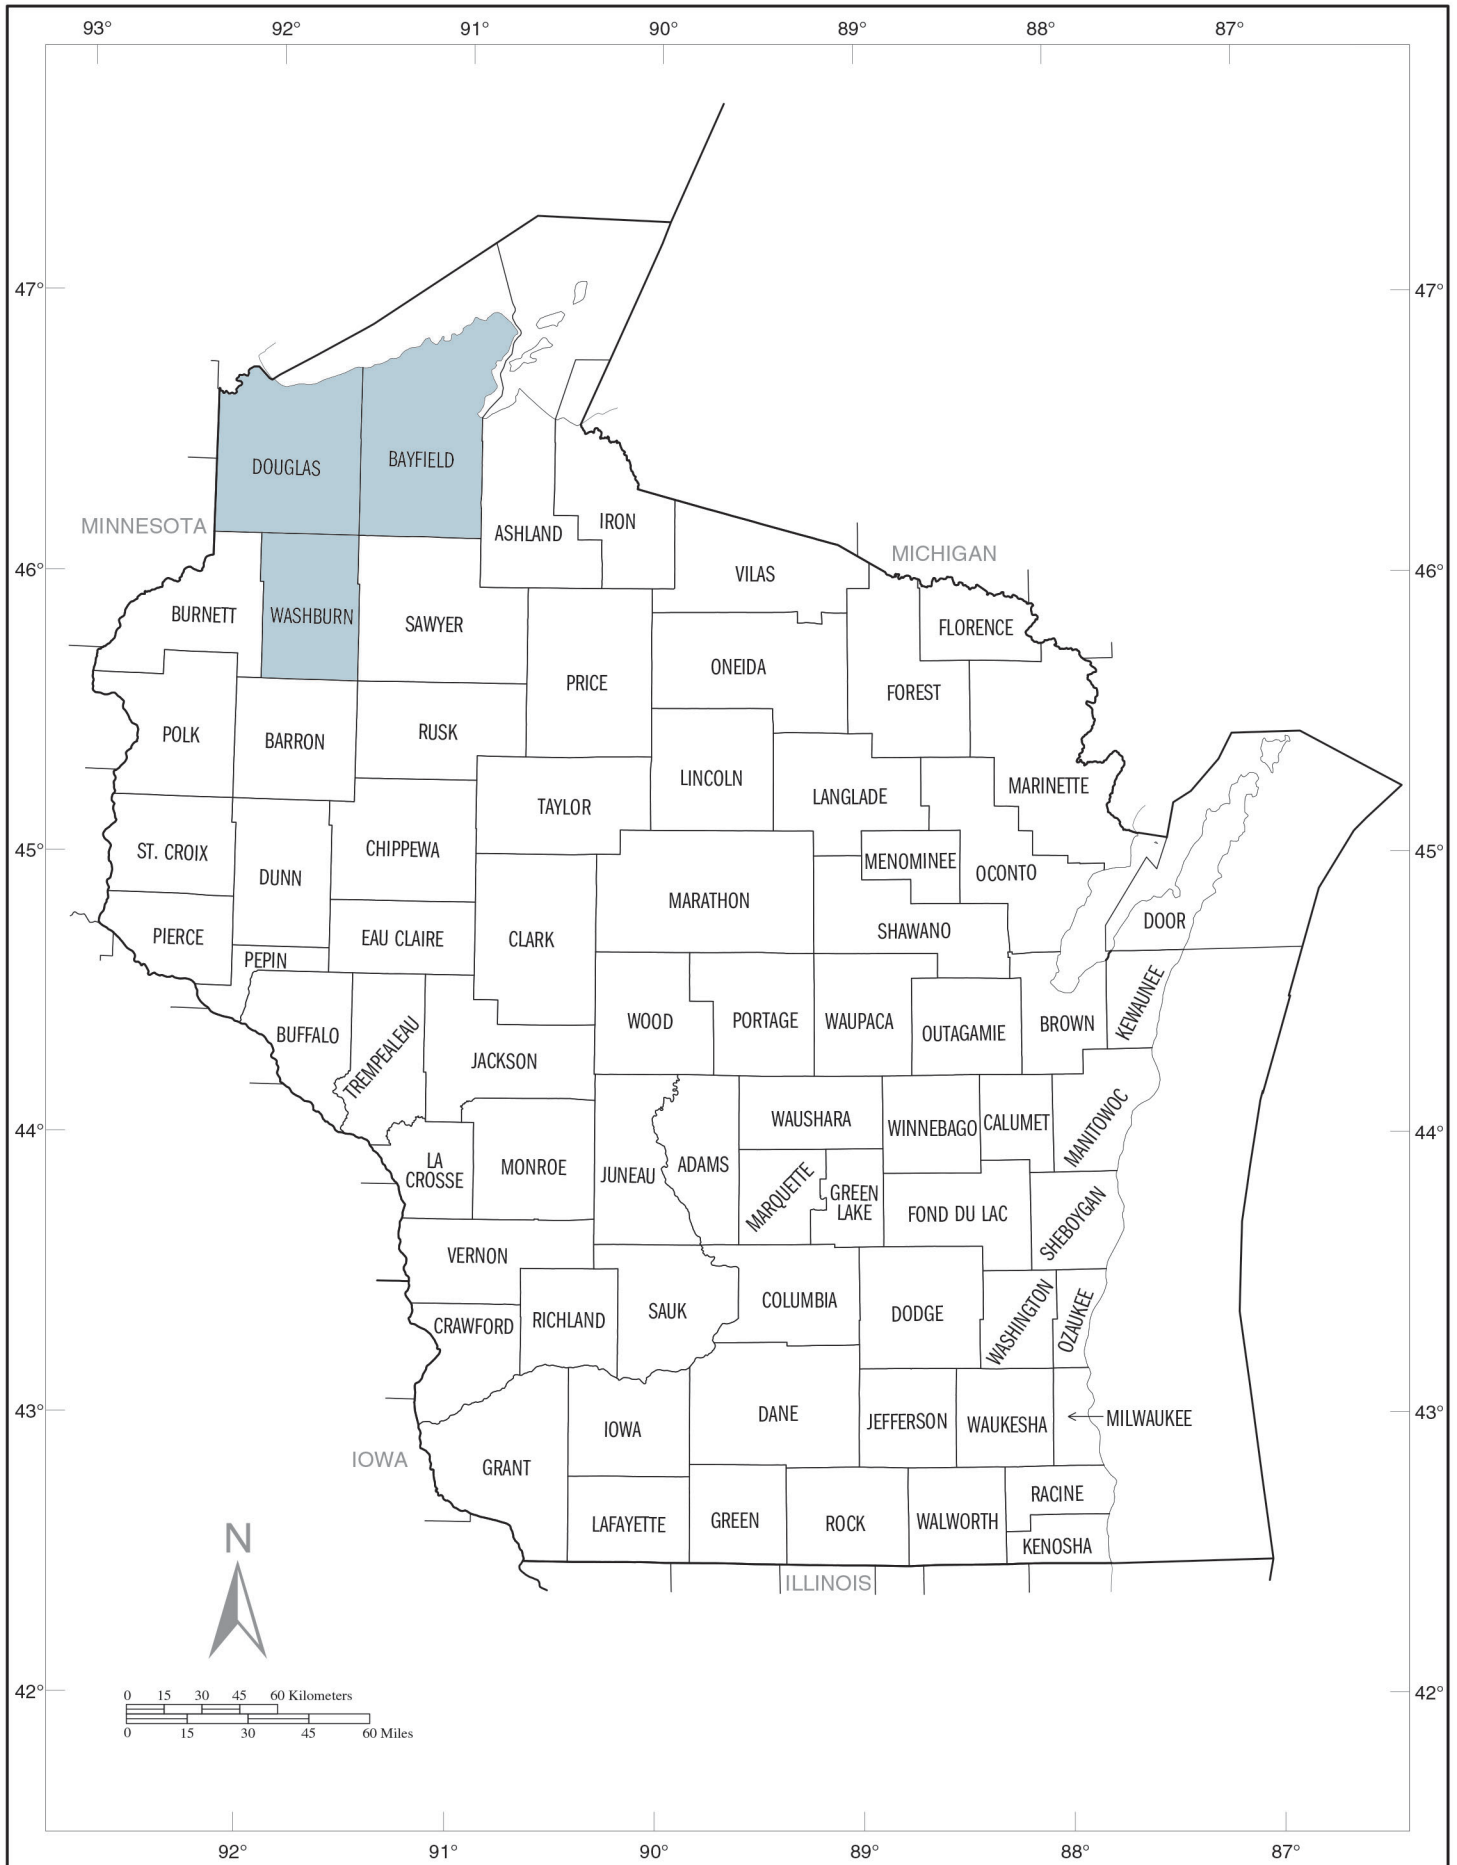 93° 92° 91° 90° 89° 88° 87°
47° 47°
BAYFIELD
DOUGLAS
IRON
MINNESOTA
ASHLAND
MICHIGAN
46° 46°
VILAS
BURNETT
WASHBURN
SAWYER
FLORENCE
ONEIDA
PRICE
FOREST
POLK
BARRON
RUSK
LINCOLN
MARINETTE
LANGLADE
TAYLOR
45° 45°
ST. CROIX
CHIPPEWA
MENOMINEE
DUNN
OCONTO
MARATHON
DOOR
PIERCE
EAU CLAIRE
CLARK
SHAWANO
PEPIN
KEWAUNEE
WOOD
PORTAGE
WAUPACA
OUTAGAMIE
BROWN
BUFFALO
TREMPEALEAU
JACKSON
44° 44°
WAUSHARA
WINNEBAGO
CALUMET
MANITOWOC
LA
CROSSE
MONROE
JUNEAU
ADAMS
MARQUETTE
GREEN
LAKE
FOND DU LAC
SHEBOYGAN
VERNON
COLUMBIA
SAUK
DODGE
RICHLAND
CRAWFORD
WASHINGTON
OZAUKEE
43° 43°
DANE
MILWAUKEE
JEFFERSON
WAUKESHA
IOWA
IOWA
GRANT
RACINE
GREEN
WALWORTH
LAFAYETTE
ROCK
KENOSHA
N
ILLINOIS
42° 42°
0 15 30 45 60 Kilometers
0 15 30 45 60 Miles
92° 91° 90° 89° 88° 87°